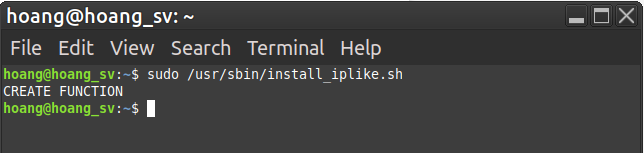 hoang@hoang_sv: ~
File Edit View Search Terminal Help
hoang@hoang_sv:~$ sudo /usr/sbin/install_iplike.sh
CREATE FUNCTION
hoang@hoang_sv:~$